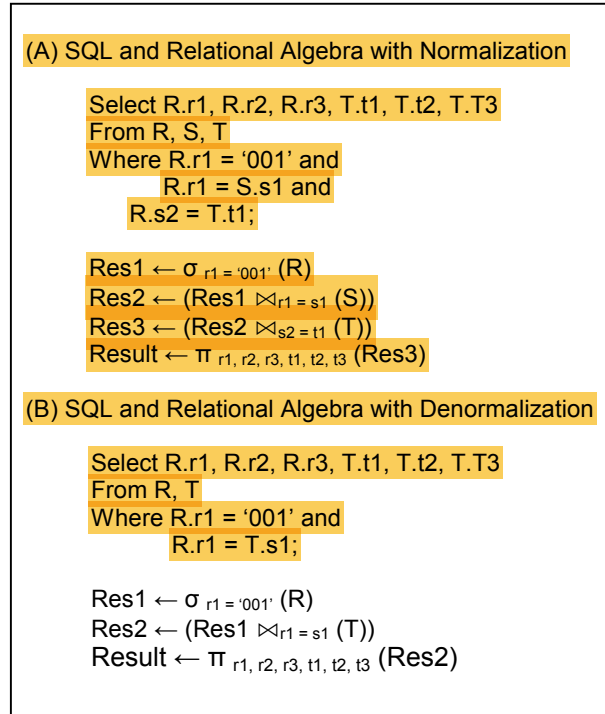 (A) SQL and Relational Algebra with Normalization
Select R.r1, R.r2, R.r3, T.t1, T.t2, T.T3
From R, S, T
Where R.r1 = ‘001’ and
R.r1 = S.s1 and
R.s2 = T.t1;
Res1 ← σ r1 = ‘001’ (R)
Res2 ← (Res1 ⋈r1 = s1 (S))
Res3 ← (Res2 ⋈s2 = t1 (T))
Result ← π r1, r2, r3, t1, t2, t3 (Res3)
(B) SQL and Relational Algebra with Denormalization
Select R.r1, R.r2, R.r3, T.t1, T.t2, T.T3
From R, T
Where R.r1 = ‘001’ and
R.r1 = T.s1;
Res1 ← σ r1 = ‘001’ (R)
Res2 ← (Res1 ⋈r1 = s1 (T))
Result ← π r1, r2, r3, t1, t2, t3 (Res2)